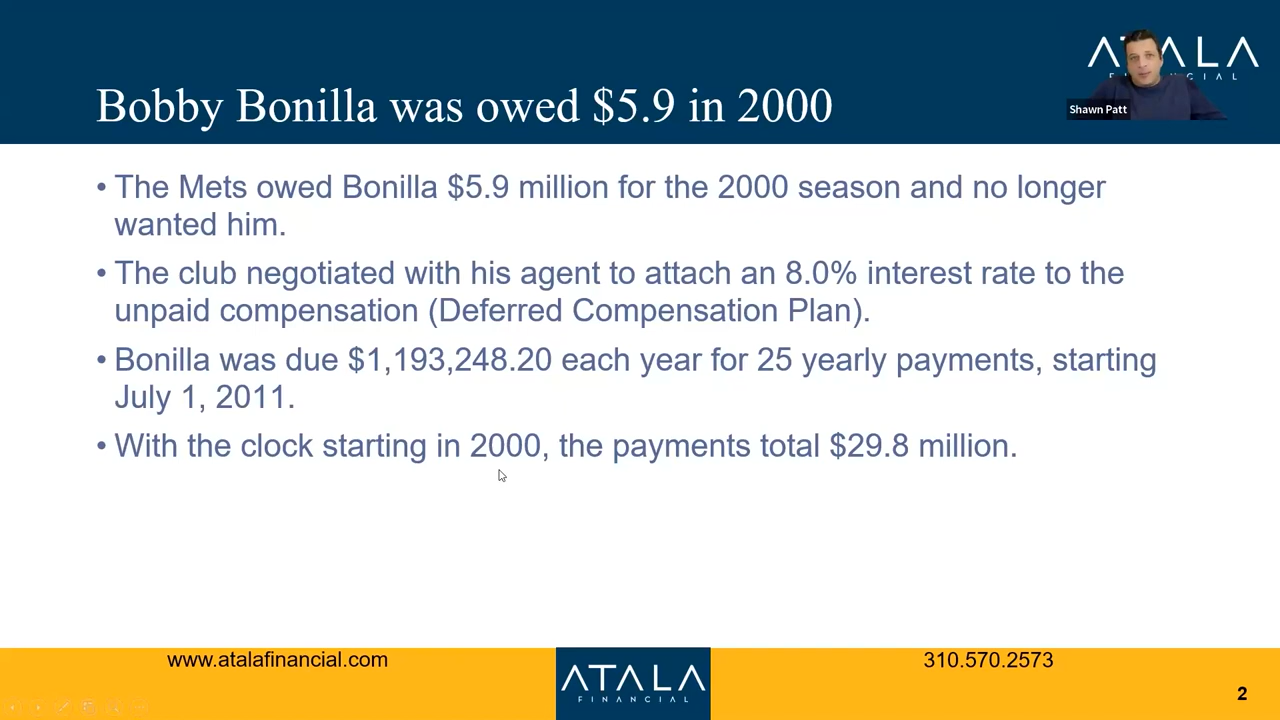 ATALA
FINANCIAL
Shawn Patt
Bobby Bonilla was owed $5.9 in 2000
• The Mets owed Bonilla $5.9 million for the 2000 season and no longer
wanted him.
• The club negotiated with his agent to attach an 8.0% interest rate to the
unpaid compensation (Deferred Compensation Plan).
• Bonilla was due $1,193,248.20 each year for 25 yearly payments, starting
July 1, 2011.
• With the clock starting in 2000, the payments total $29.8 million.
www.atalafinancial.com
ATALA
FINANCIAL
310.570.2573
2